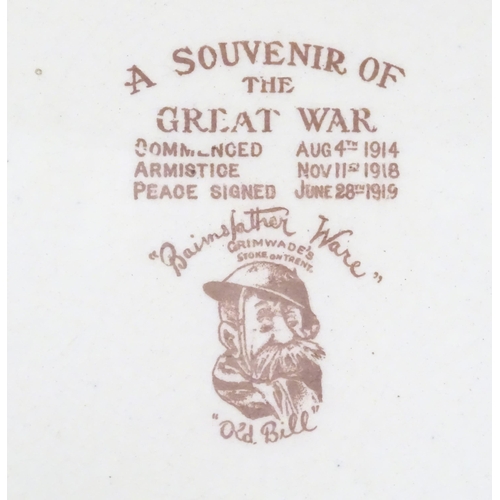 A SOUVENIR OF
THE
GREAT WAR
COMMENCED AUG 4TH 1914
ARMISTICE NOV 11ST 1918
PEACE SIGNED JUNE 28TH 1919
"Bairnsfather Ware"
GRIMWADE'S
STOKE ON TRENT.
"Old Bill"